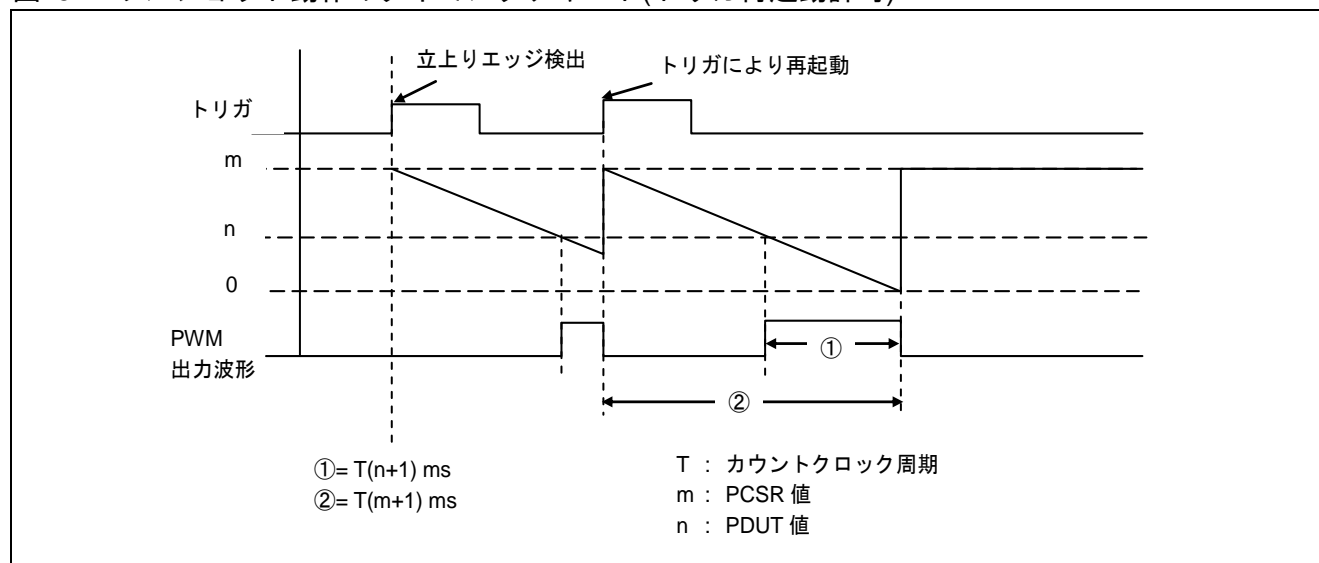 立上りエッジ検出
トリガにより再起動
トリガ
m
n
0
PWM
出力波形
①
②
①= T(n+1) ms
②= T(m+1) ms
T : カウントクロック周期
m : PCSR 値
n : PDUT 値